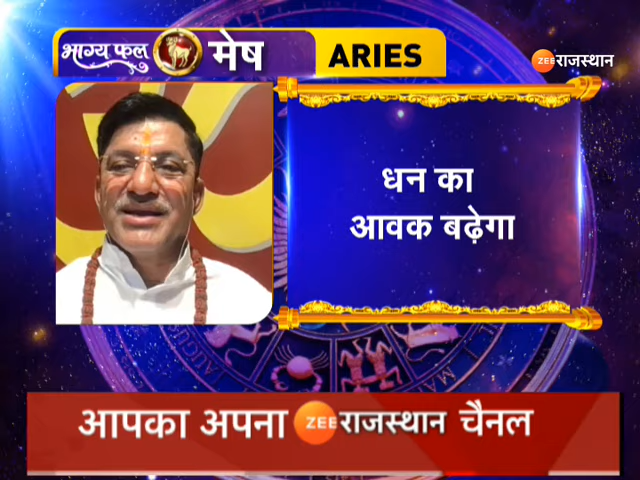 भाग्य फल मेष ARIES
ZEE राजस्थान
धन का
आवक बढ़ेगा
आपका अपना ZEE राजस्थान चैनल